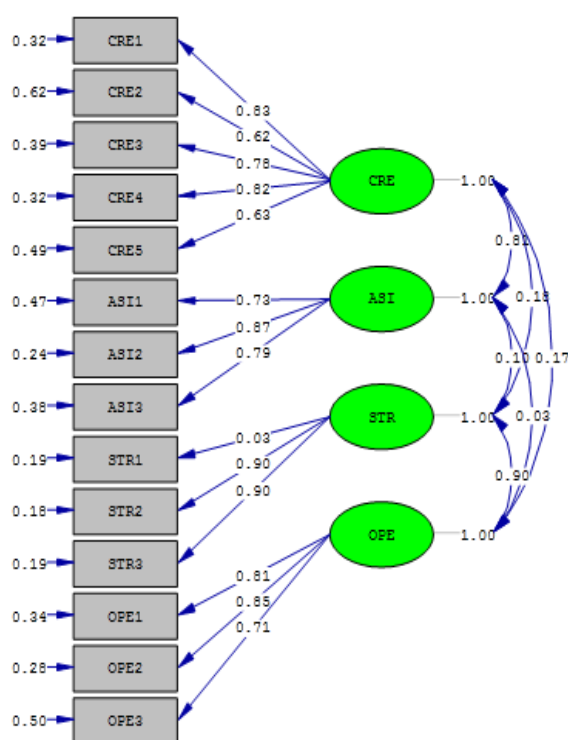 0.32 CRE1
0.62 CRE2
0.39 CRE3
0.32 CRE4
0.49 CRE5
0.47 ASI1
0.24 ASI2
0.38 ASI3
0.19 STR1
0.18 STR2
0.19 STR3
0.34 OPE1
0.28 OPE2
0.50 OPE3
0.83
0.62
0.78
0.82
0.63
0.73
0.87
0.79
0.03
0.90
0.90
0.81
0.85
0.71
CRE 1.00
ASI 1.00
STR 1.00
OPE 1.00
0.18
0.10
0.17
0.03
0.90